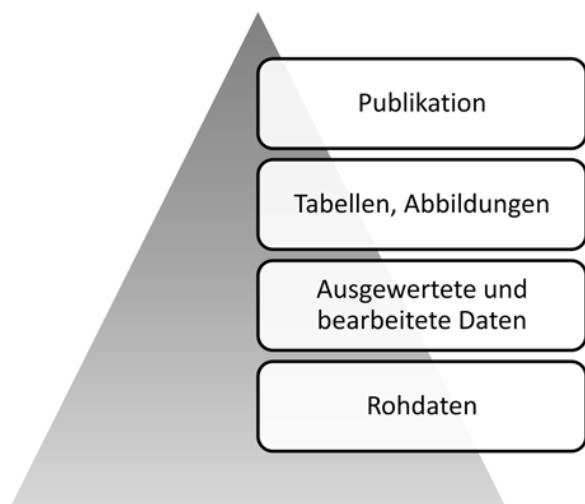 Publikation
Tabellen, Abbildungen
Ausgewertete und
bearbeitete Daten
Rohdaten